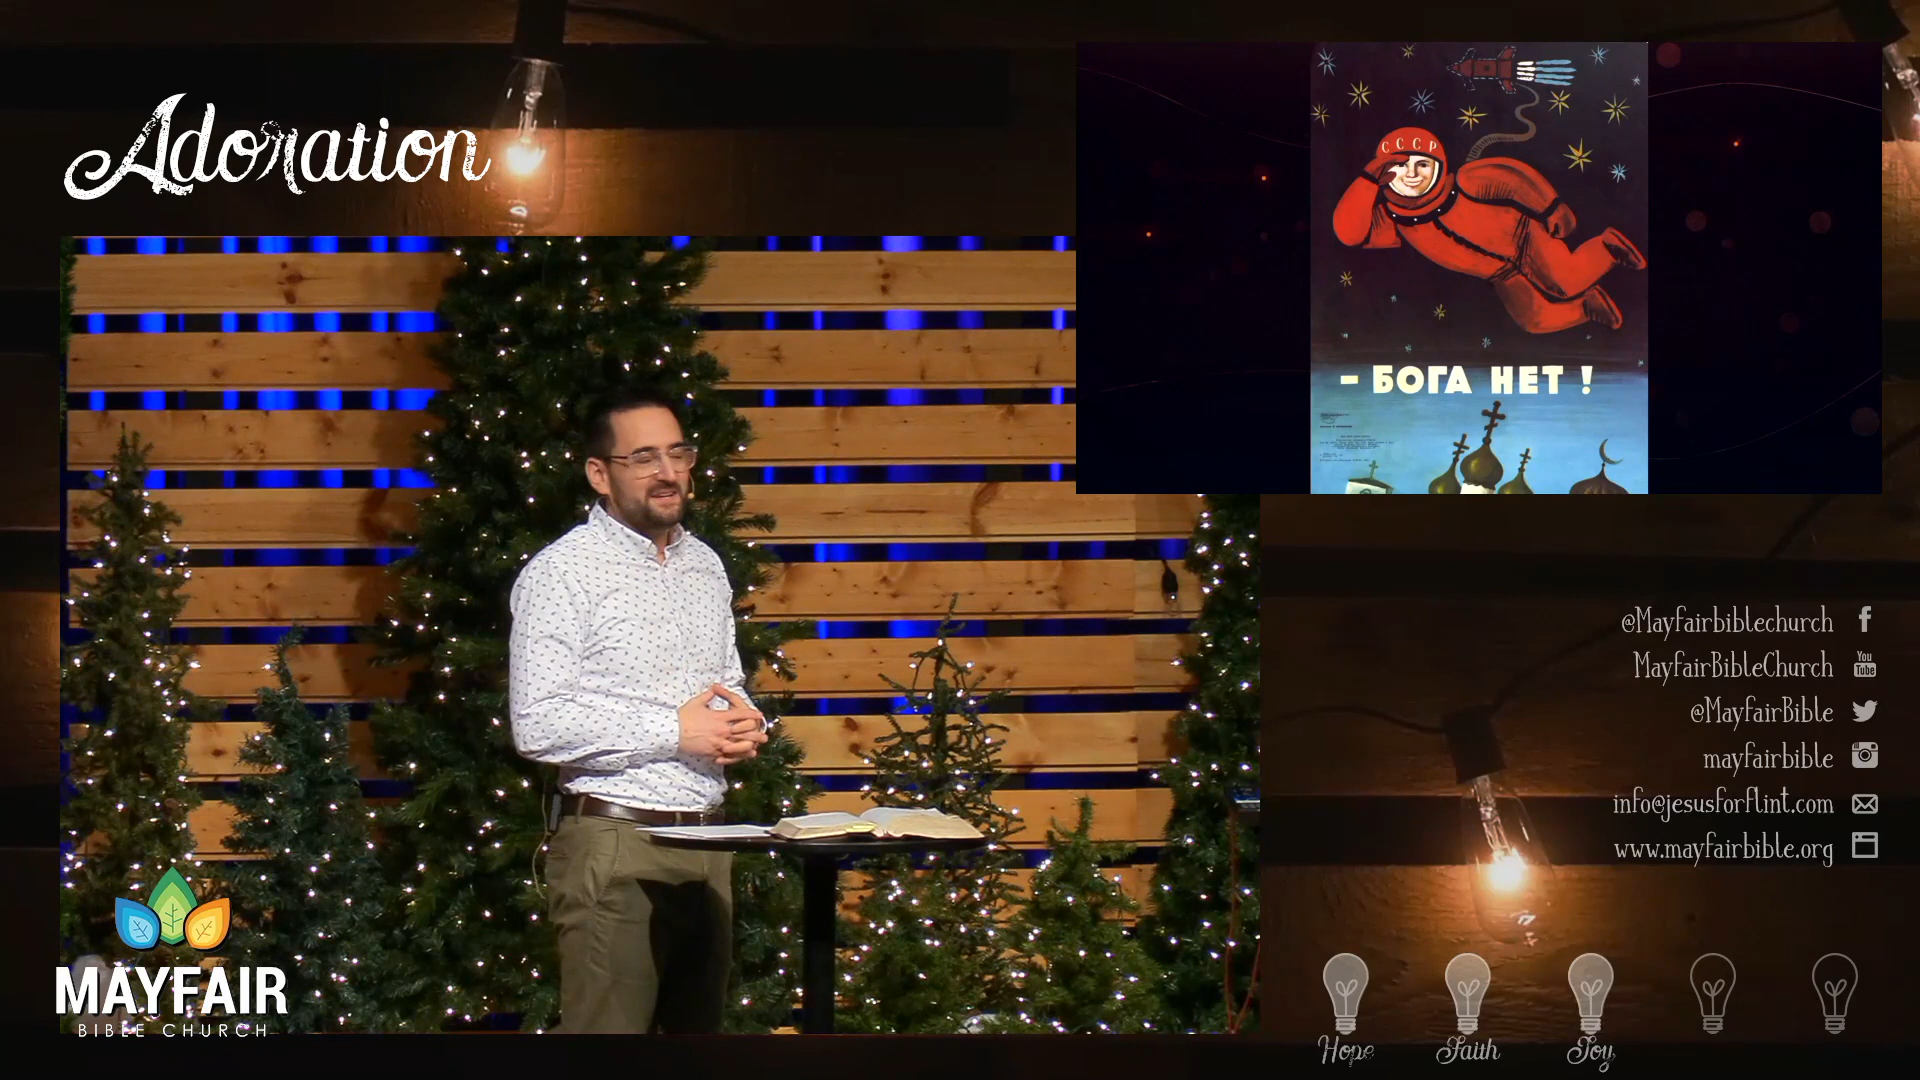 Adoration
C C C P
- БОГА НЕТ !
@Mayfairbiblechurch
MayfairBibleChurch
You
Tube
@MayfairBible
mayfairbible
info@jesusforflint.com
www.mayfairbible.org
MAYFAIR
BIBLE CHURCH
Hope
Faith
Joy